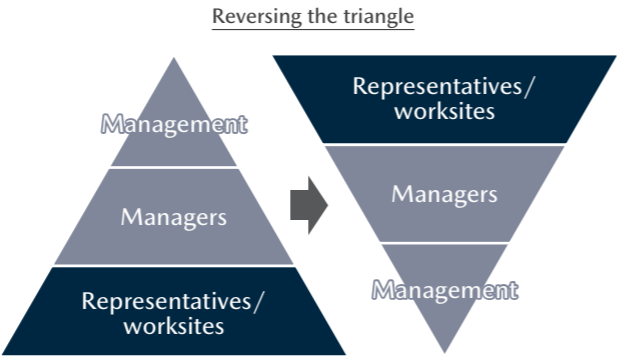 Reversing the triangle
Management
Managers
Representatives/
worksites
Representatives/
worksites
Managers
Management